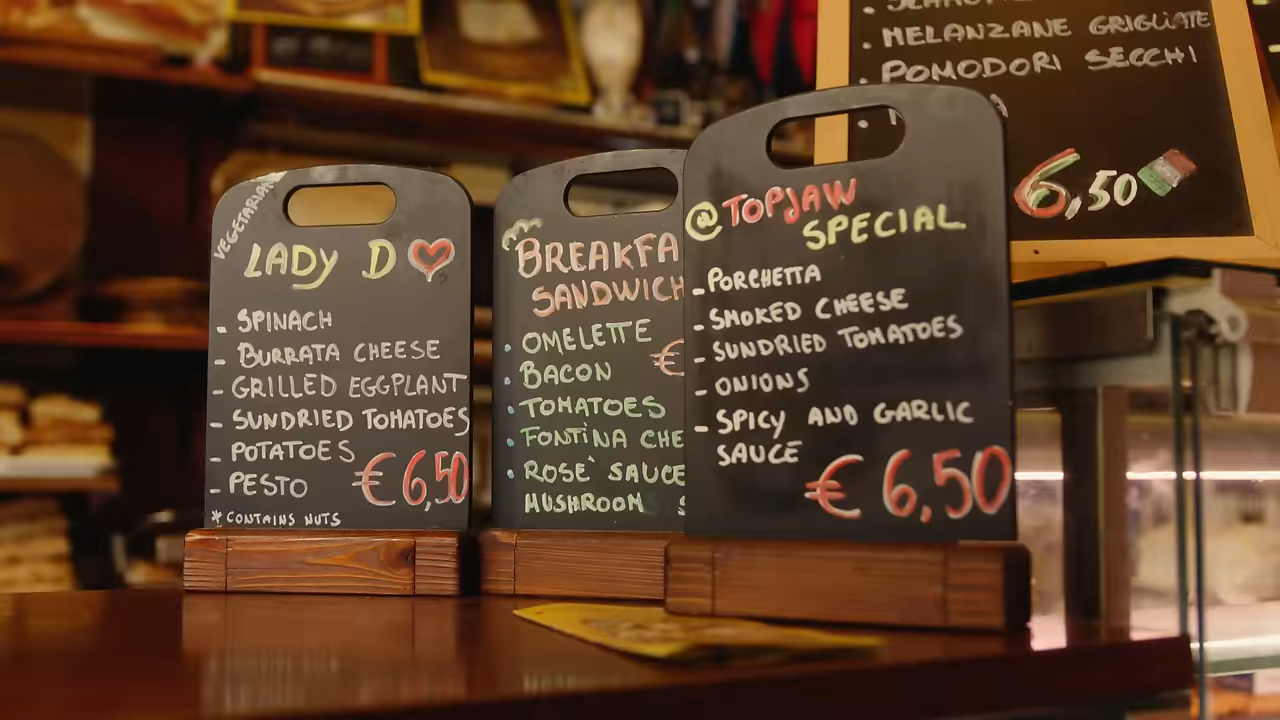 VEGETARIAN
LADY D
- SPINACH
- BURRATA CHEESE
- GRILLED EGGPLANT
- SUNDRIED TOMATOES
- POTATOES
- PESTO
€ 6,50
* CONTAINS NUTS
BREAKFA
SANDWICH
• OMELETTE
€
• BACON
• TOMATOES
• FONTINA CHE
• ROSE` SAUCE
MUSHROOM
@TOPJAW
SPECIAL
- PORCHETTA
- SMOKED CHEESE
- SUNDRIED TOMATOES
- ONIONS
- SPICY AND GARLIC
SAUCE
€ 6,50
• MELANZANE GRIGLIATE
• POMODORI SECCHI
6,50